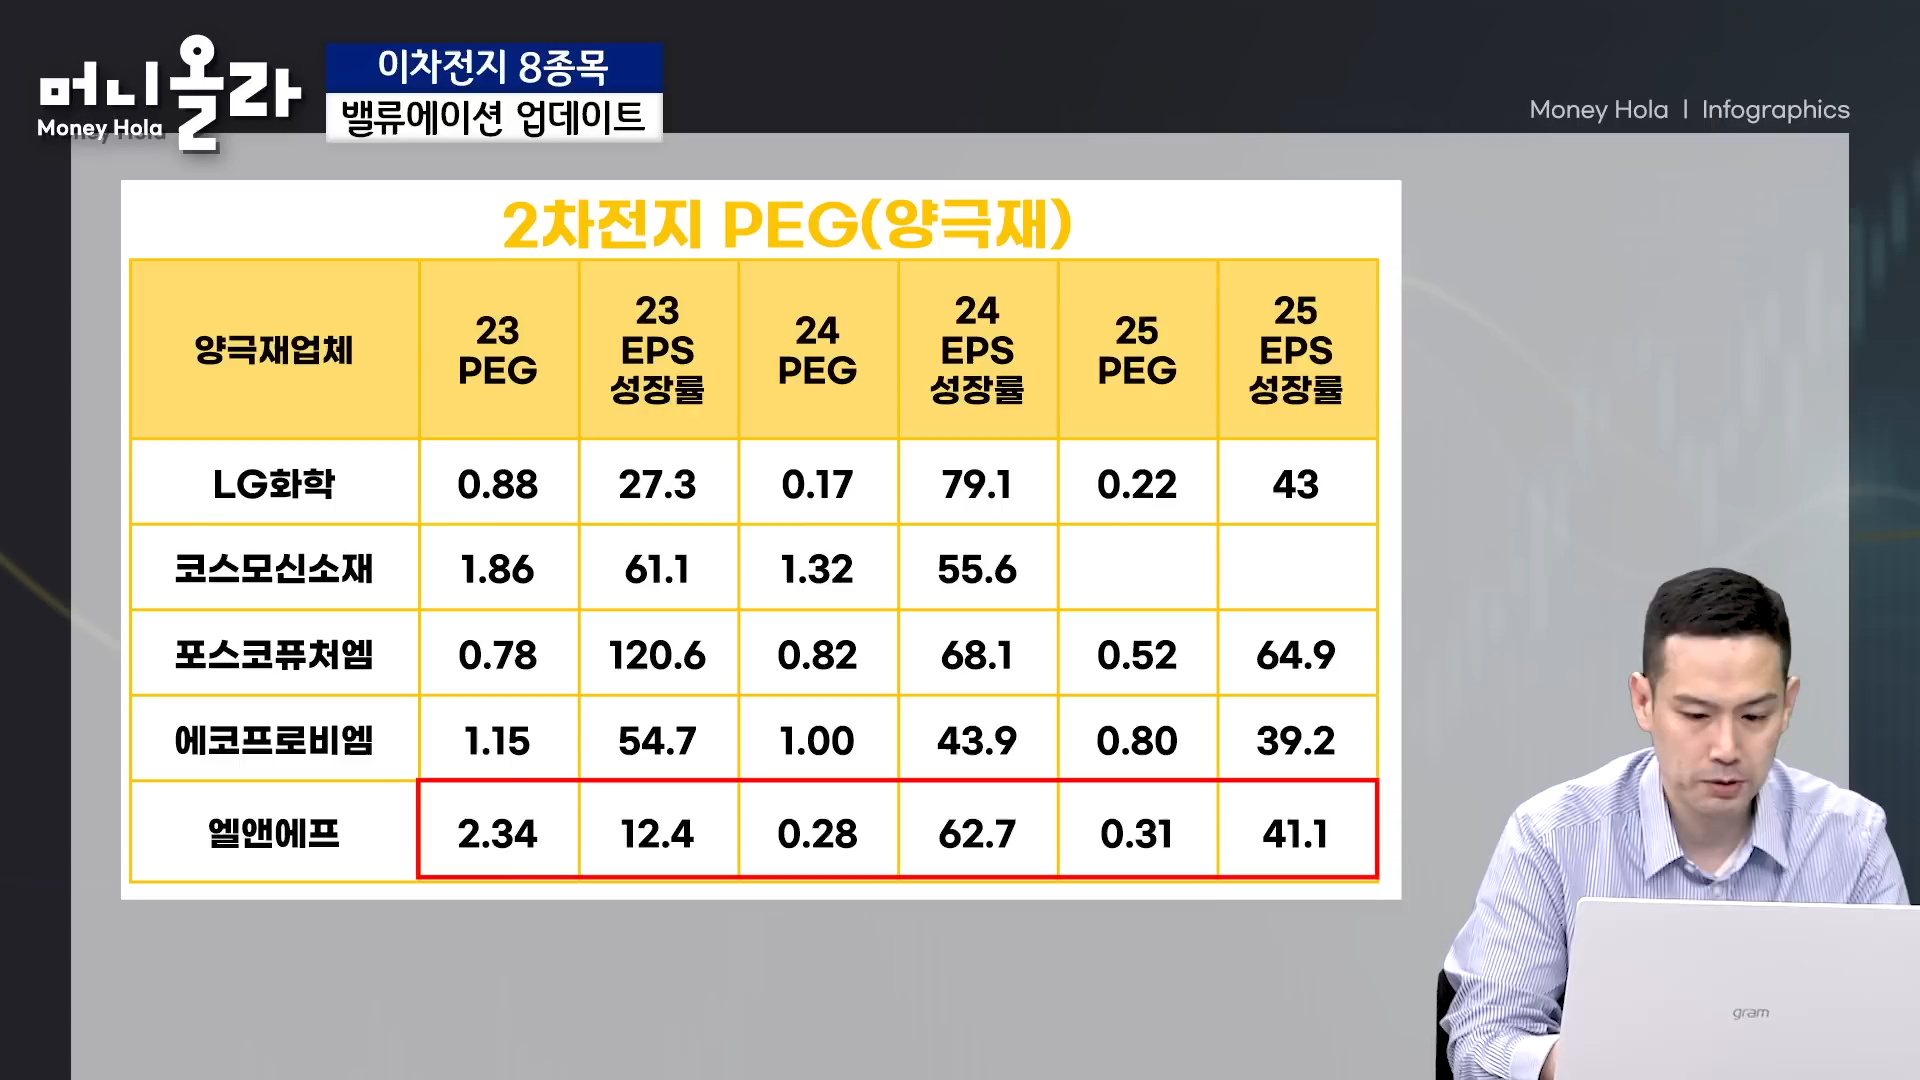 머니올라
Money Hola
이차전지 8종목
밸류에이션 업데이트
Money Hola | Infographics
2차전지 PEG(양극재)
양극재업체 23 PEG 23 EPS 성장률 24 PEG 24 EPS 성장률 25 PEG 25 EPS 성장률
LG화학 0.88 27.3 0.17 79.1 0.22 43
코스모신소재 1.86 61.1 1.32 55.6
포스코퓨처엠 0.78 120.6 0.82 68.1 0.52 64.9
에코프로비엠 1.15 54.7 1.00 43.9 0.80 39.2
엘앤에프 2.34 12.4 0.28 62.7 0.31 41.1
gram